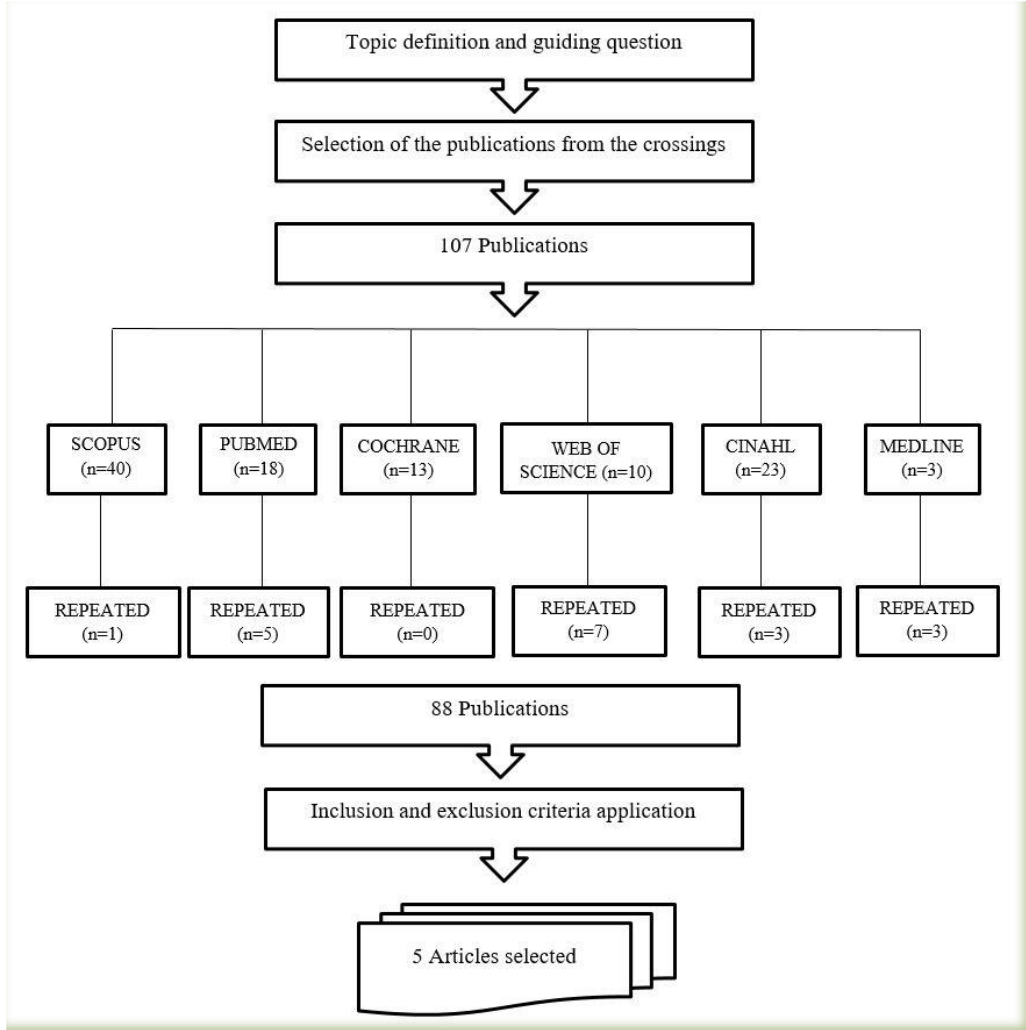 Topic definition and guiding question
Selection of the publications from the crossings
107 Publications
SCOPUS
(n=40)
PUBMED
(n=18)
COCHRANE
(n=13)
WEB OF
SCIENCE (n=10)
CINAHL
(n=23)
MEDLINE
(n=3)
REPEATED
(n=1)
REPEATED
(n=5)
REPEATED
(n=0)
REPEATED
(n=7)
REPEATED
(n=3)
REPEATED
(n=3)
88 Publications
Inclusion and exclusion criteria application
5 Articles selected